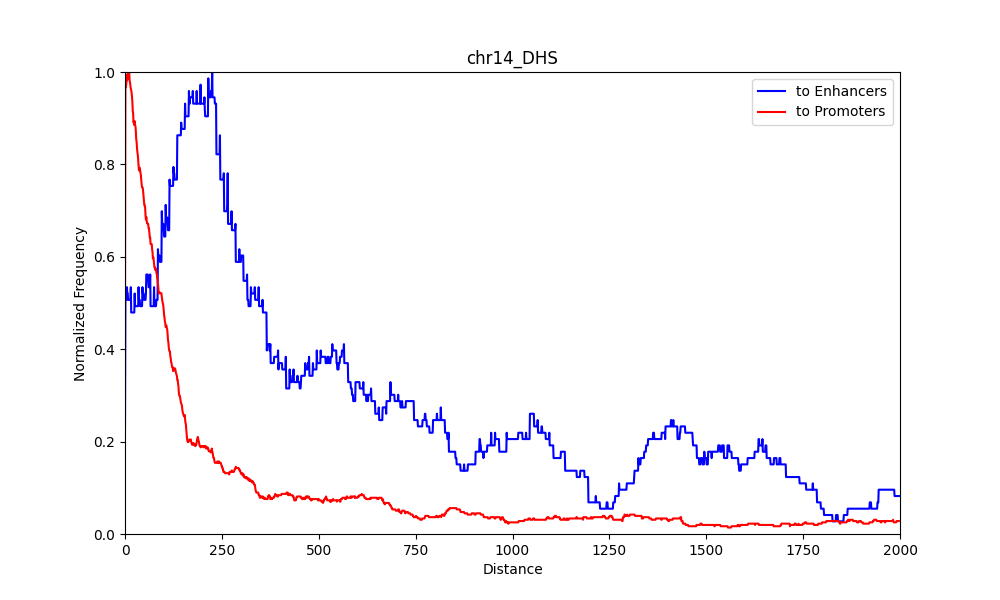 chr14_DHS
to Enhancers
to Promoters
1.0
0.8
0.6
0.4
0.2
0.0
Normalized Frequency
0 250 500 750 1000 1250 1500 1750 2000
Distance